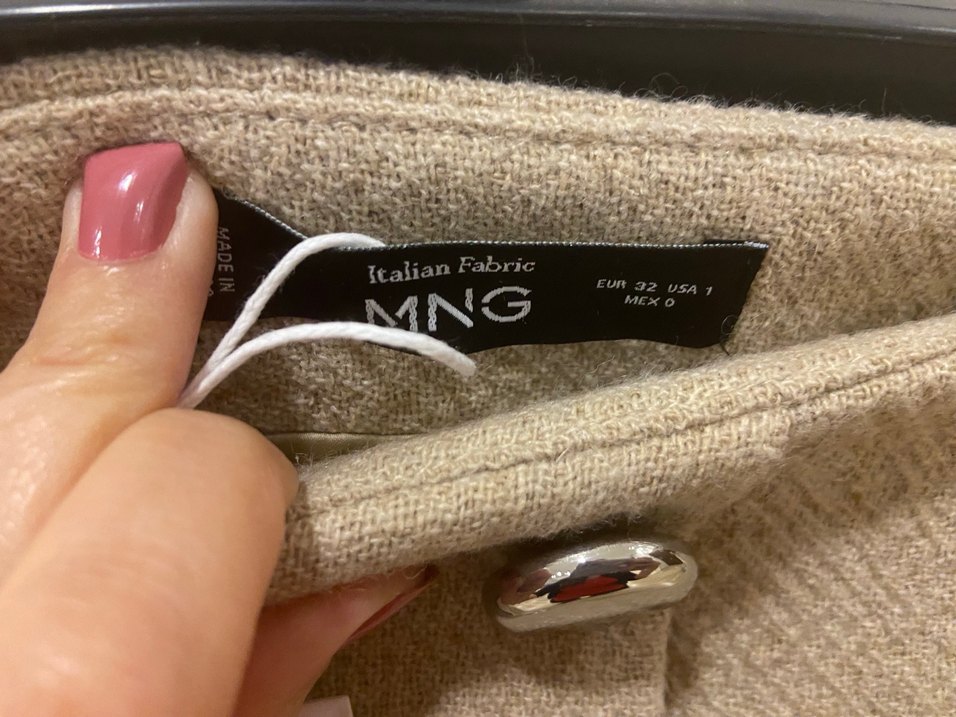 MADE IN
Italian Fabric
MNG
EUR 32 USA 1
MEX 0